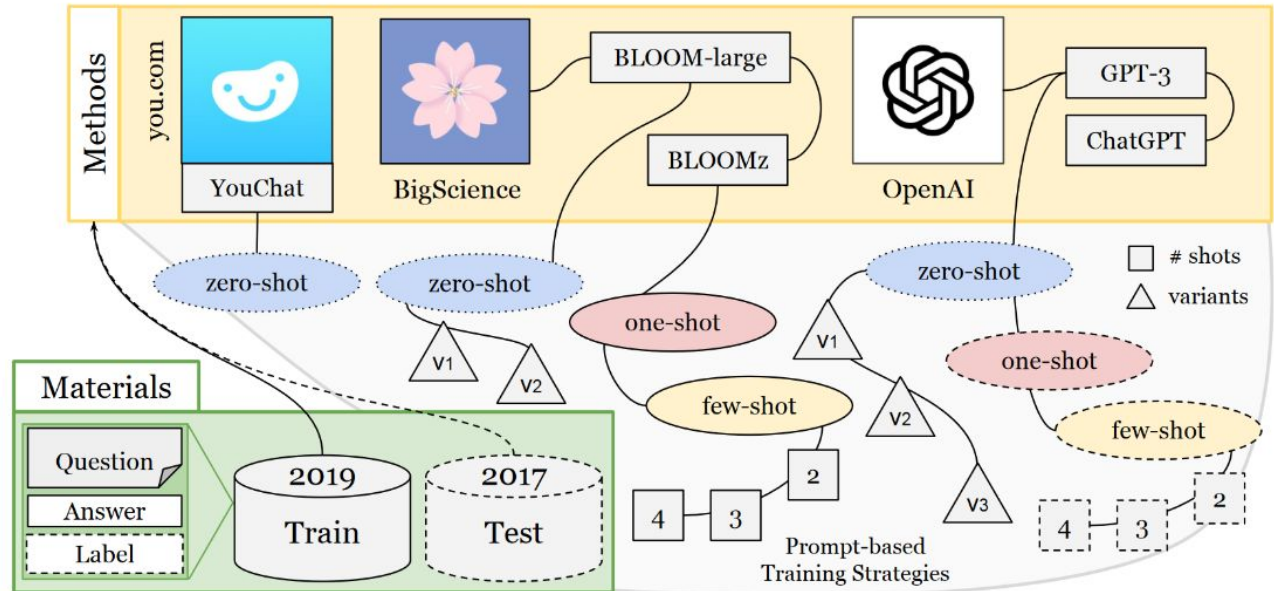 Methods
you.com
YouChat
BigScience
BLOOM-large
BLOOMz
OpenAI
GPT-3
ChatGPT
zero-shot
zero-shot
zero-shot
# shots
variants
one-shot
one-shot
V1
V2
V1
V2
V3
few-shot
few-shot
2
3
4
2
3
4
Materials
Question
Answer
Label
2019
Train
2017
Test
Prompt-based
Training Strategies